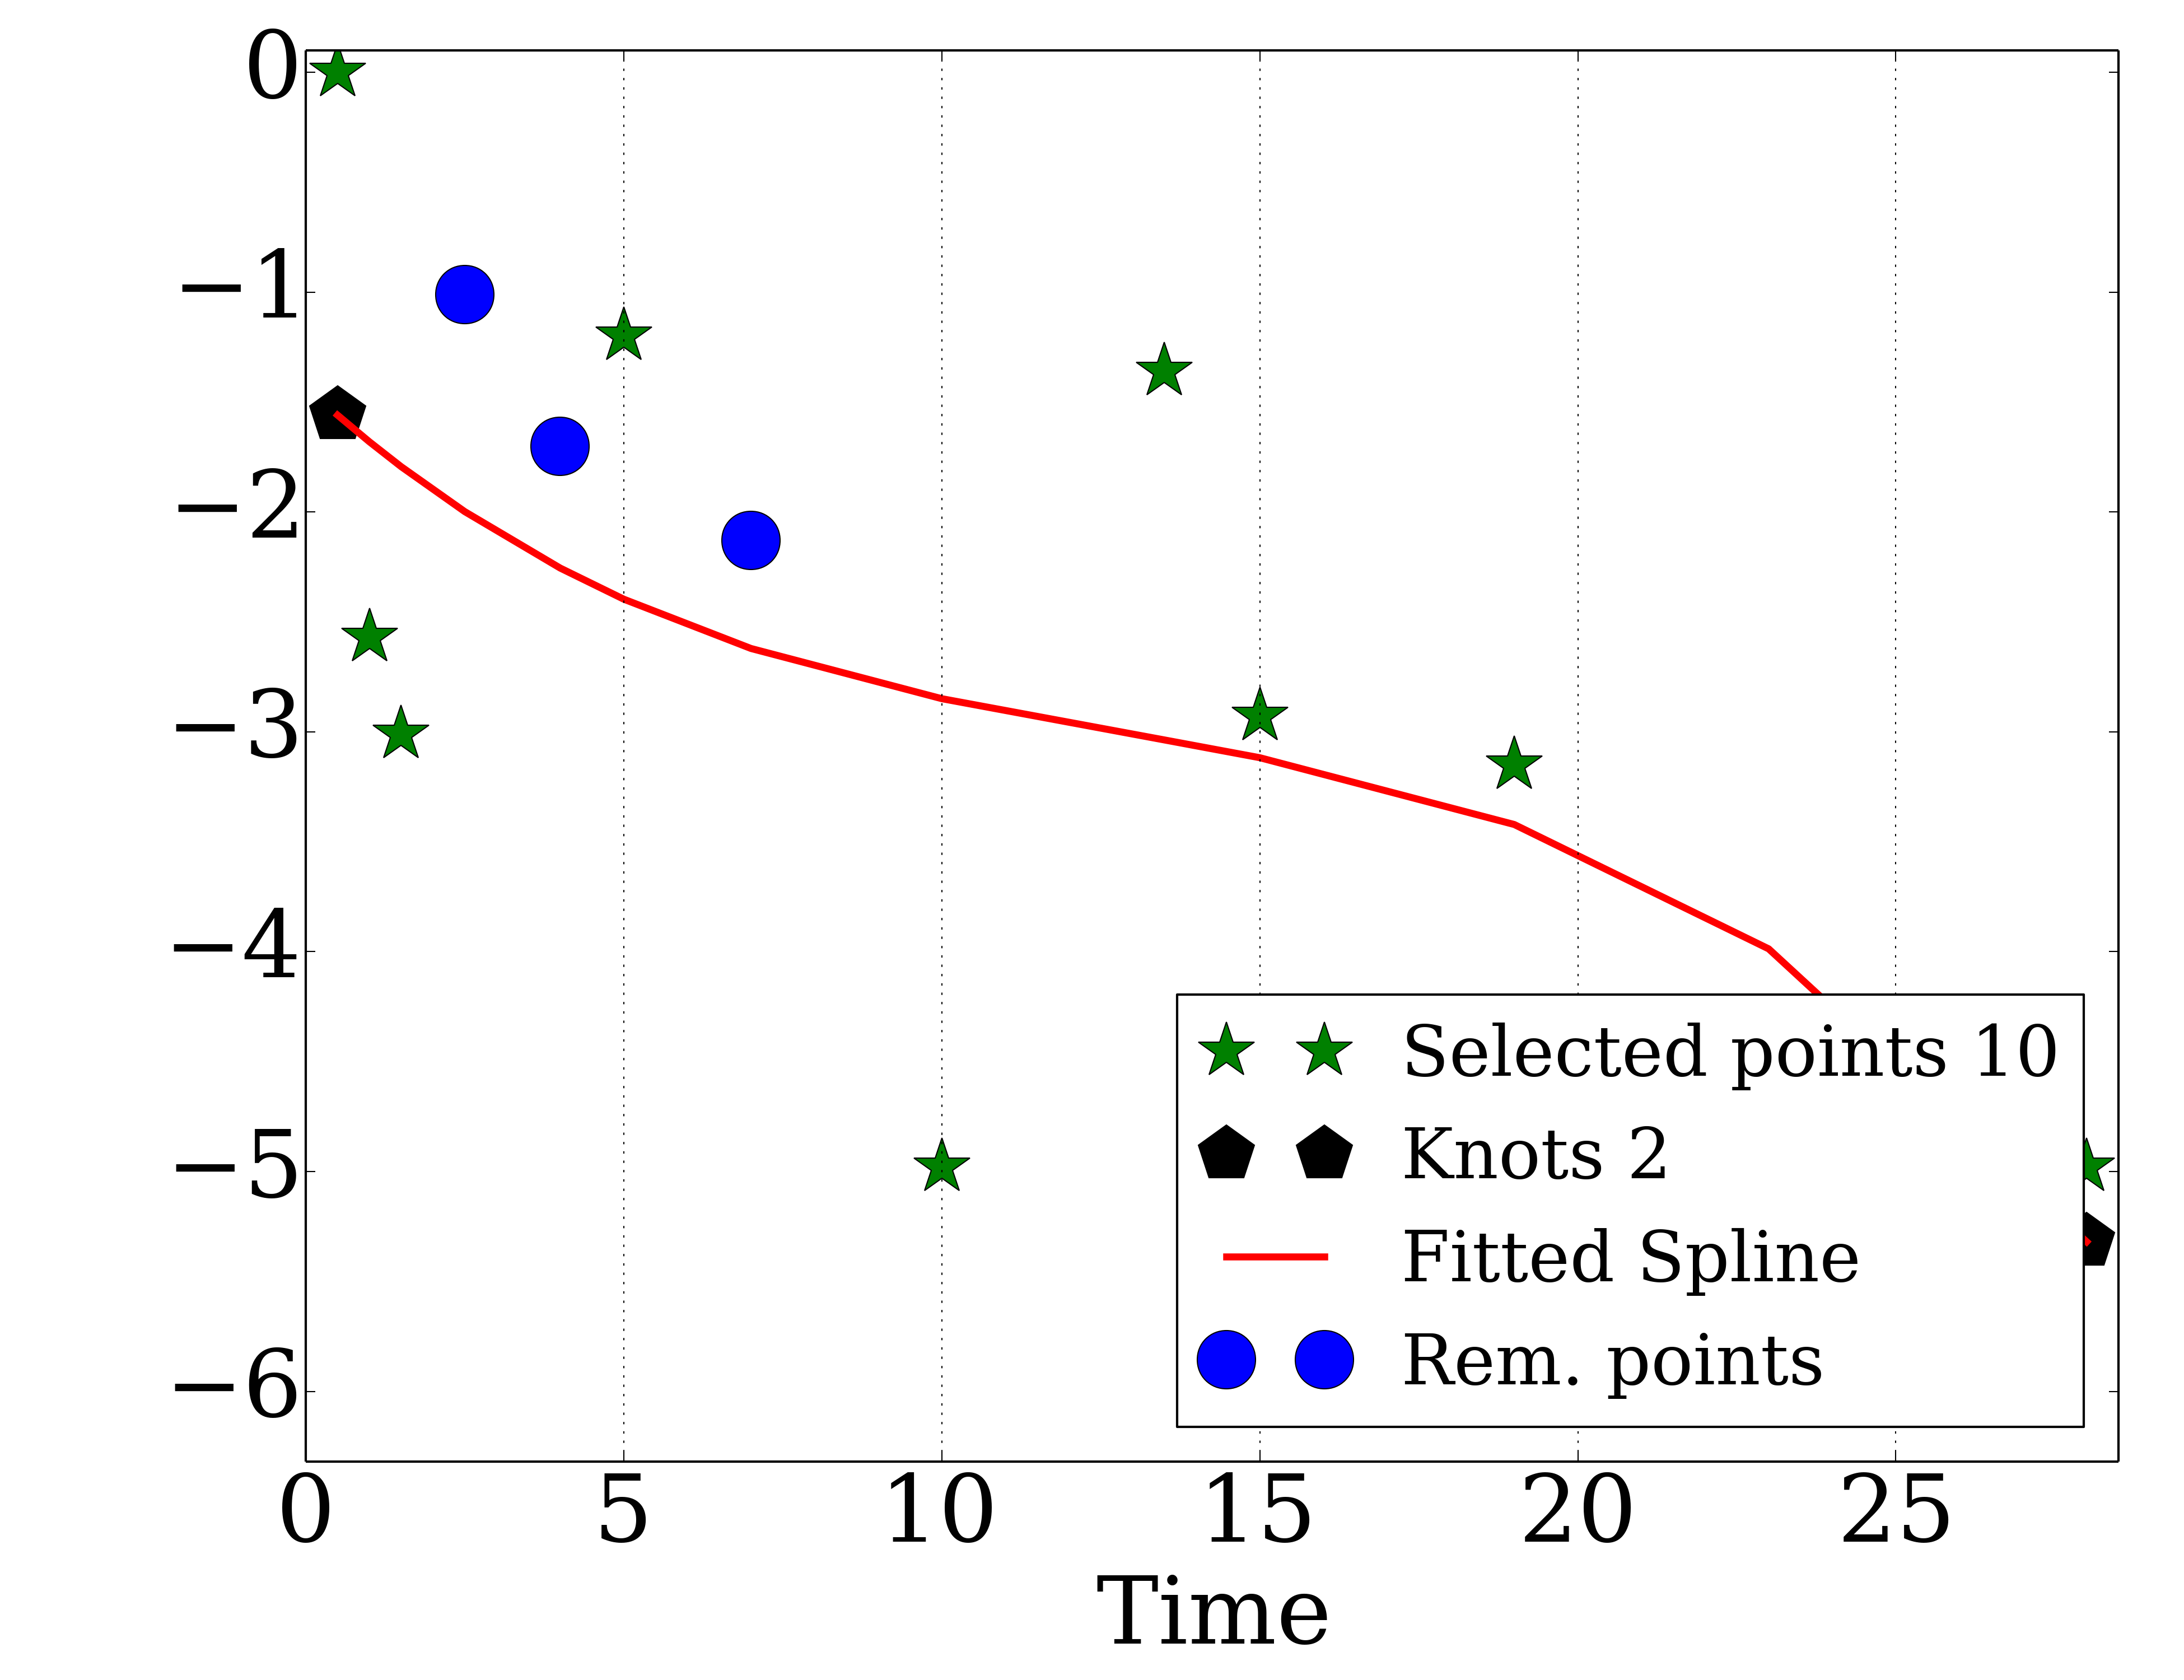 0
−1
−2
−3
−4
−5
−6
Selected points 10
Knots 2
Fitted Spline
Rem. points
0 5 10 15 20 25
Time